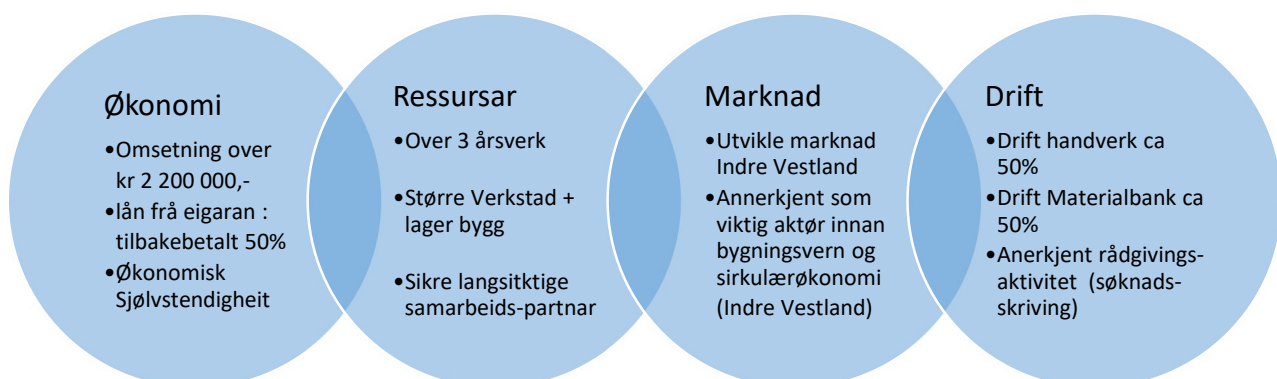 Økonomi
•Omsetning over
kr 2 200 000,-
•lån frå eigaran :
tilbakebetalt 50%
•Økonomisk
Sjølvstendigheit
Ressursar
•Over 3 årsverk
•Større Verkstad +
lager bygg
•Sikre langsitktige
samarbeids-partnar
Marknad
•Utvikle marknad
Indre Vestland
•Annerkjent som
viktig aktør innan
bygningsvern og
sirkulærøkonomi
(Indre Vestland)
Drift
•Drift handverk ca
50%
•Drift Materialbank ca
50%
•Anerkjent rådgivings-
aktivitet (søknads-
skriving)